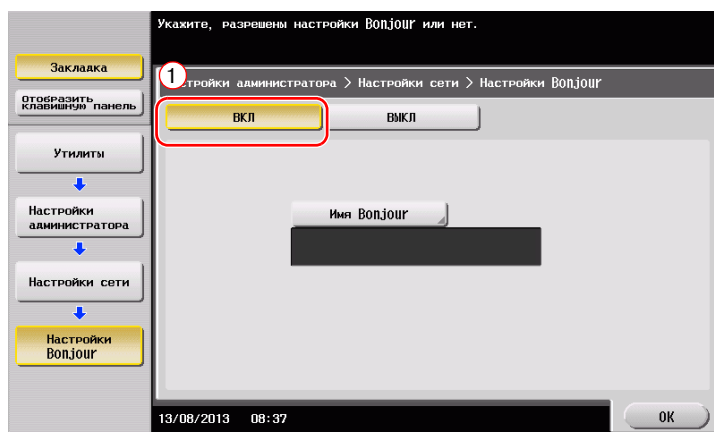 Укажите, разрешены настройки Bonjour или нет.
Закладка
Отобразить
клавишную панель
1
тройки администратора > Настройки сети > Настройки Bonjour
ВКЛ
ВЫКЛ
Утилиты
Настройки
администратора
Настройки сети
Настройки
Bonjour
Имя Bonjour
13/08/2013 08:37
OK